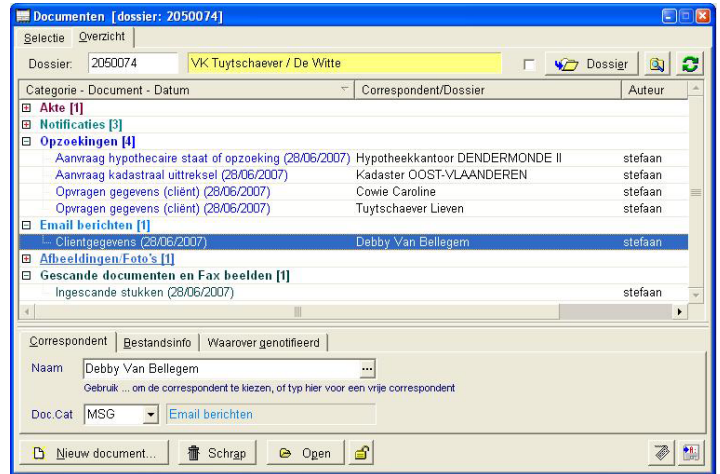 Documenten [dossier: 2050074]
Selectie Overzicht
Dossier: 2050074 VK Tuytschaever / De Witte Dossier
Categorie - Document - Datum Correspondent/Dossier Auteur
Akte [1]
Notificaties [3]
Opzoekingen [4]
Aanvraag hypothecaire staat of opzoeking (28/06/2007) Hypotheekkantoor DENDERMONDE II stefaan
Aanvraag kadastraal uittreksel (28/06/2007) Kadaster OOST-VLAANDEREN stefaan
Opvragen gegevens (cliënt) (28/06/2007) Cowie Caroline stefaan
Opvragen gegevens (cliënt) (28/06/2007) Tuytschaever Lieven stefaan
Email berichten [1]
Clientgegevens (28/06/2007) Debby Van Bellegem stefaan
Afbeeldingen/Foto's [1]
Gescande documenten en Fax beelden [1]
Ingescande stukken (28/06/2007) stefaan
Correspondent Bestandsinfo Waarover genotifieerd
Naam Debby Van Bellegem ...
Gebruik ... om de correspondent te kiezen, of typ hier voor een vrije correspondent
Doc.Cat MSG Email berichten
Nieuw document... Schrap Open